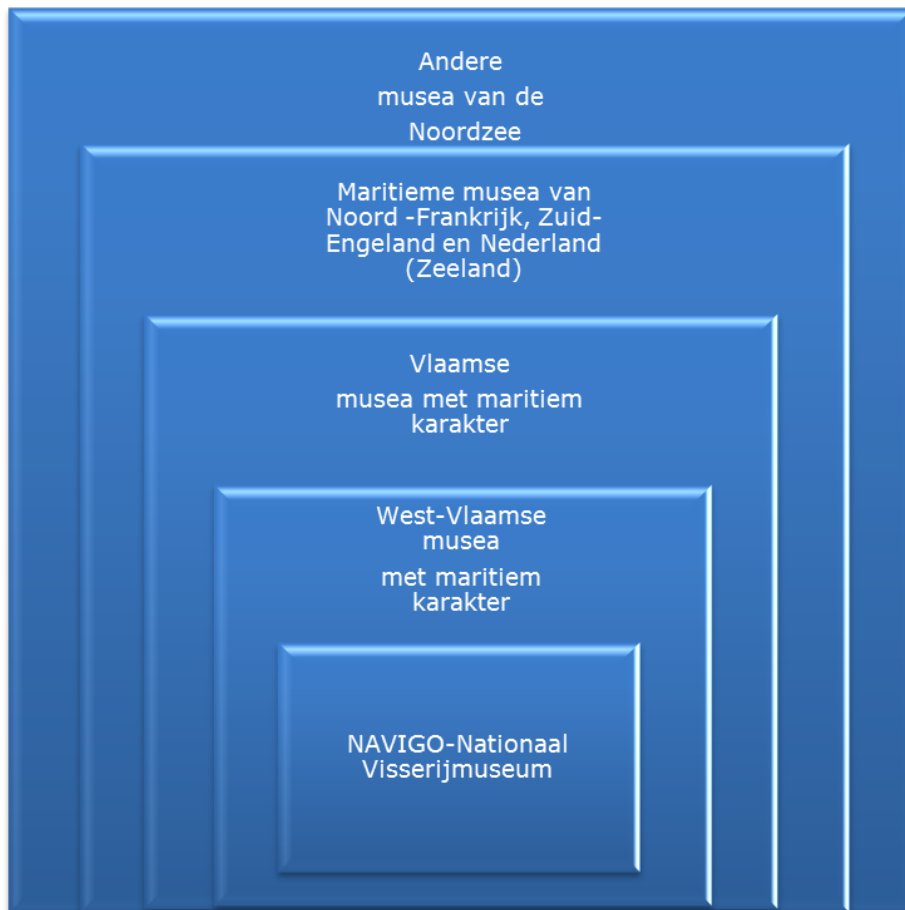 Andere
musea van de
Noordzee
Maritieme musea van
Noord -Frankrijk, Zuid-
Engeland en Nederland
(Zeeland)
Vlaamse
musea met maritiem
karakter
West-Vlaamse
musea
met maritiem
karakter
NAVIGO-Nationaal
Visserijmuseum